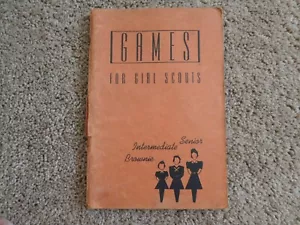 [GAMES]
FOR GIRL SCOUTS
Senior
Intermediate
Brownie